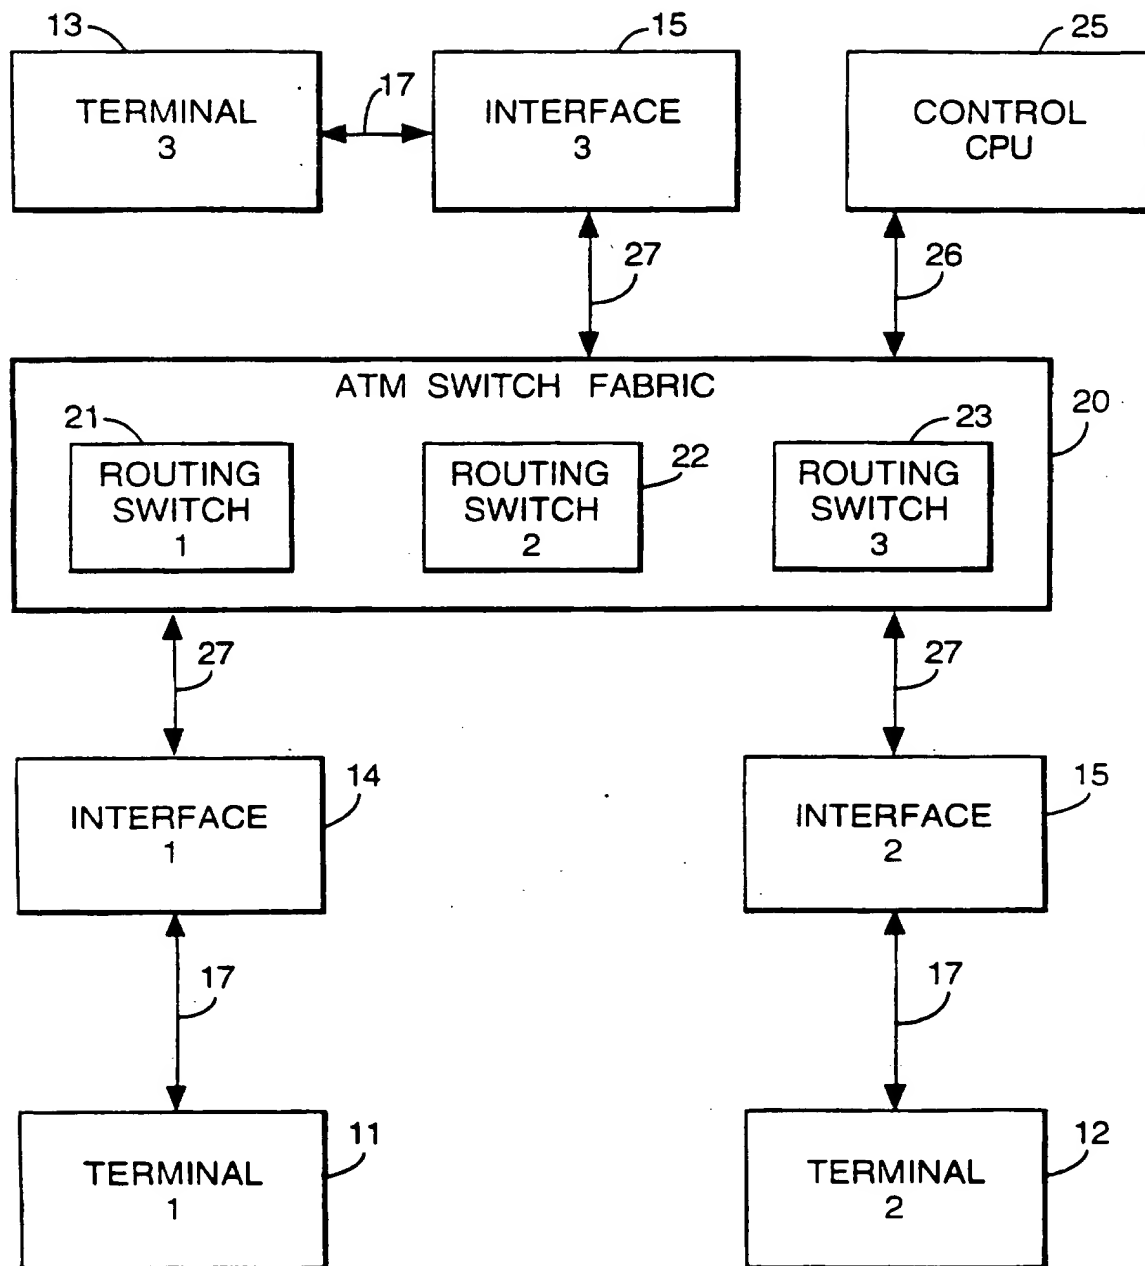 13
15
25
TERMINAL
3
17
INTERFACE
3
CONTROL
CPU
27
26
ATM SWITCH FABRIC
20
21
ROUTING
SWITCH
1
22
ROUTING
SWITCH
2
23
ROUTING
SWITCH
3
27
27
14
INTERFACE
1
15
INTERFACE
2
17
17
11
TERMINAL
1
12
TERMINAL
2